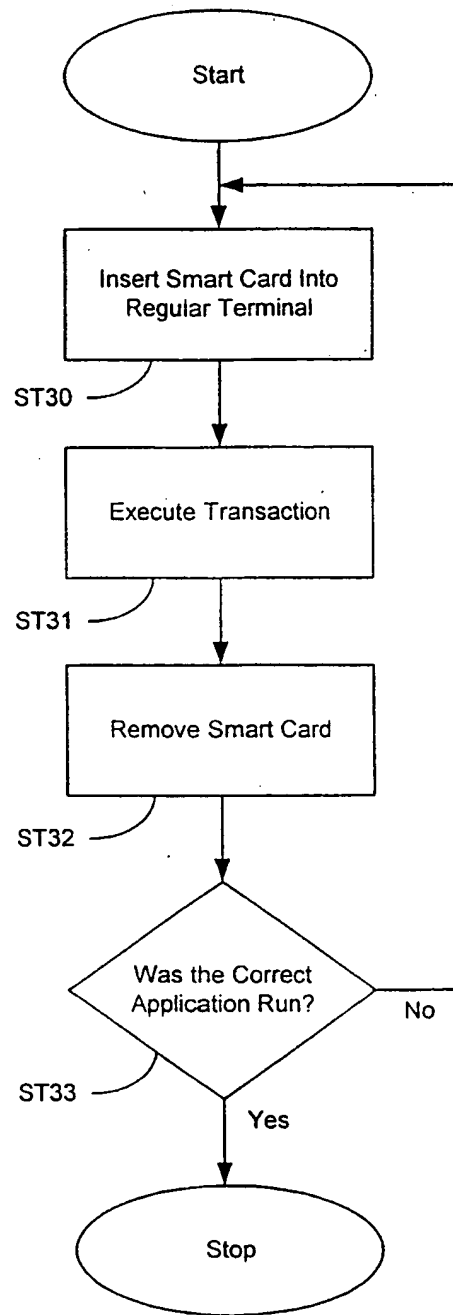 Start
Insert Smart Card Into
Regular Terminal
ST30
Execute Transaction
ST31
Remove Smart Card
ST32
Was the Correct
Application Run?
No
ST33
Yes
Stop